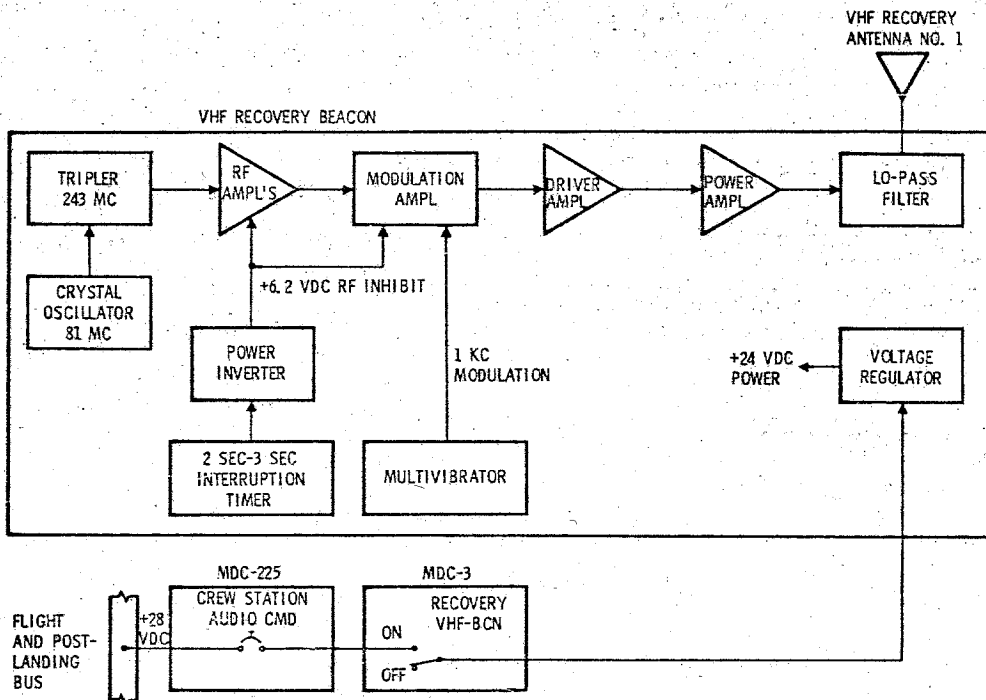 VHF RECOVERY
ANTENNA NO. 1
VHF RECOVERY BEACON
TRIPLER
243 MC
RF
AMPL'S
MODULATION
AMPL
DRIVER
AMPL
POWER
AMPL
LO-PASS
FILTER
+6.2 VDC RF INHIBIT
CRYSTAL
OSCILLATOR
81 MC
POWER
INVERTER
1 KC
MODULATION
+24 VDC
POWER
VOLTAGE
REGULATOR
2 SEC-3 SEC
INTERRUPTION
TIMER
MULTIVIBRATOR
FLIGHT
AND POST-
LANDING
BUS
+28
VDC
MDC-225
CREW STATION
AUDIO CMD
MDC-3
RECOVERY
VHF-BCN
ON
OFF